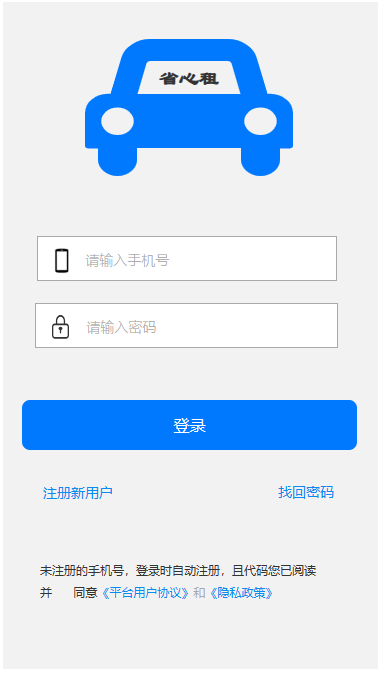 省心租
请输入手机号
请输入密码
登录
注册新用户 找回密码
未注册的手机号，登录时自动注册，且代码您已阅读
并 同意《平台用户协议》和《隐私政策》